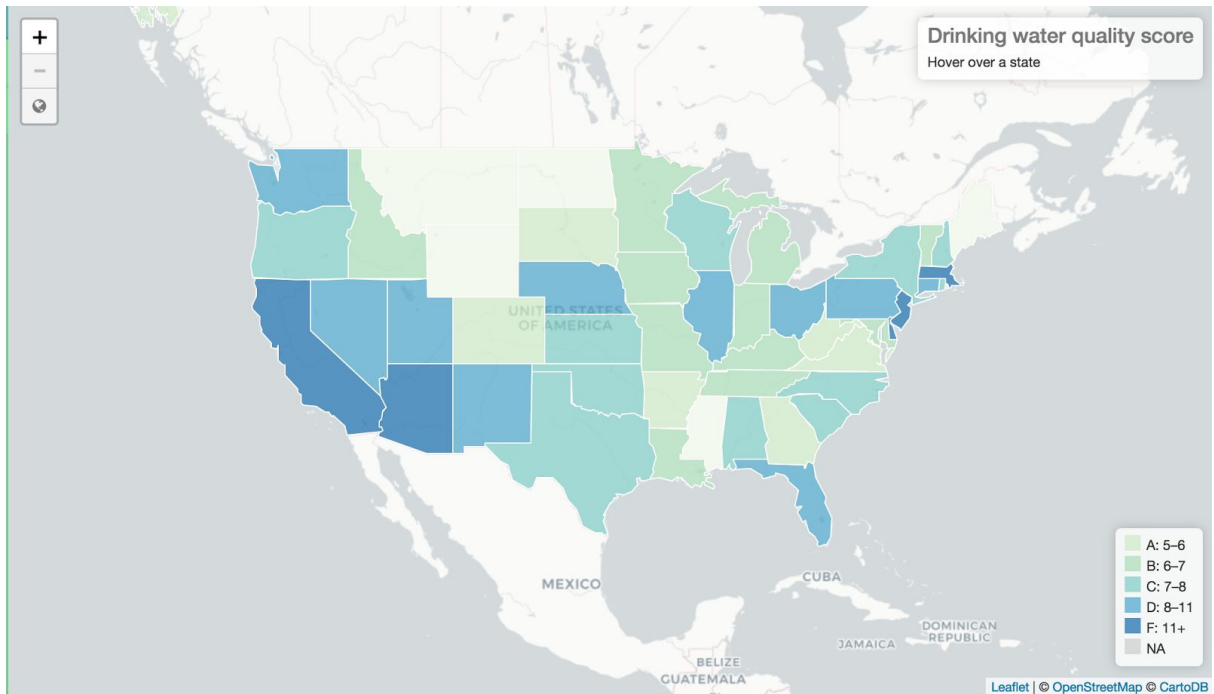 +
−
Drinking water quality score
Hover over a state
UNITED STATES
OF AMERICA
MEXICO
CUBA
JAMAICA
DOMINICAN
REPUBLIC
BELIZE
GUATEMALA
A: 5–6
B: 6–7
C: 7–8
D: 8–11
F: 11+
NA
Leaflet | © OpenStreetMap © CartoDB